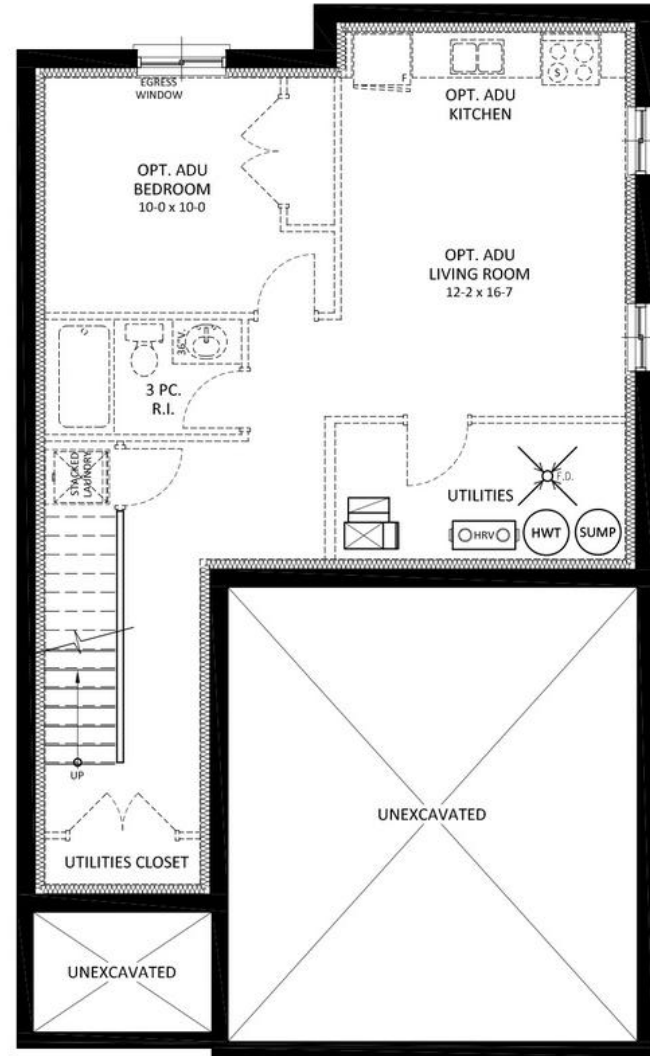 EGRESS
WINDOW
F
S
OPT. ADU
KITCHEN
OPT. ADU
BEDROOM
10-0 x 10-0
OPT. ADU
LIVING ROOM
12-2 x 16-7
36"V.
3 PC.
R.I.
STACKED
LAUNDRY
F.D.
UTILITIES
HRV
HWT
SUMP
UP
UNEXCAVATED
UTILITIES CLOSET
UNEXCAVATED